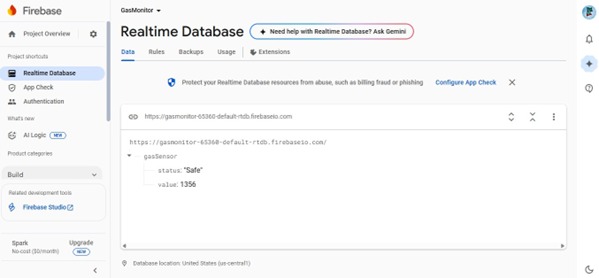 Firebase
GasMonitor
Project Overview
Realtime Database
Need help with Realtime Database? Ask Gemini
Project shortcuts
Realtime Database
App Check
Authentication
What's new
AI Logic NEW
Product categories
Build
Related development tools
Firebase Studio
Spark
No-cost ($0/month)
Upgrade
NEW
Data Rules Backups Usage Extensions
Protect your Realtime Database resources from abuse, such as billing fraud or phishing Configure App Check
https://gasmonitor-65360-default-rtdb.firebaseio.com
https://gasmonitor-65360-default-rtdb.firebaseio.com/
gasSensor
status: "Safe"
value: 1356
Database location: United States (us-central1)